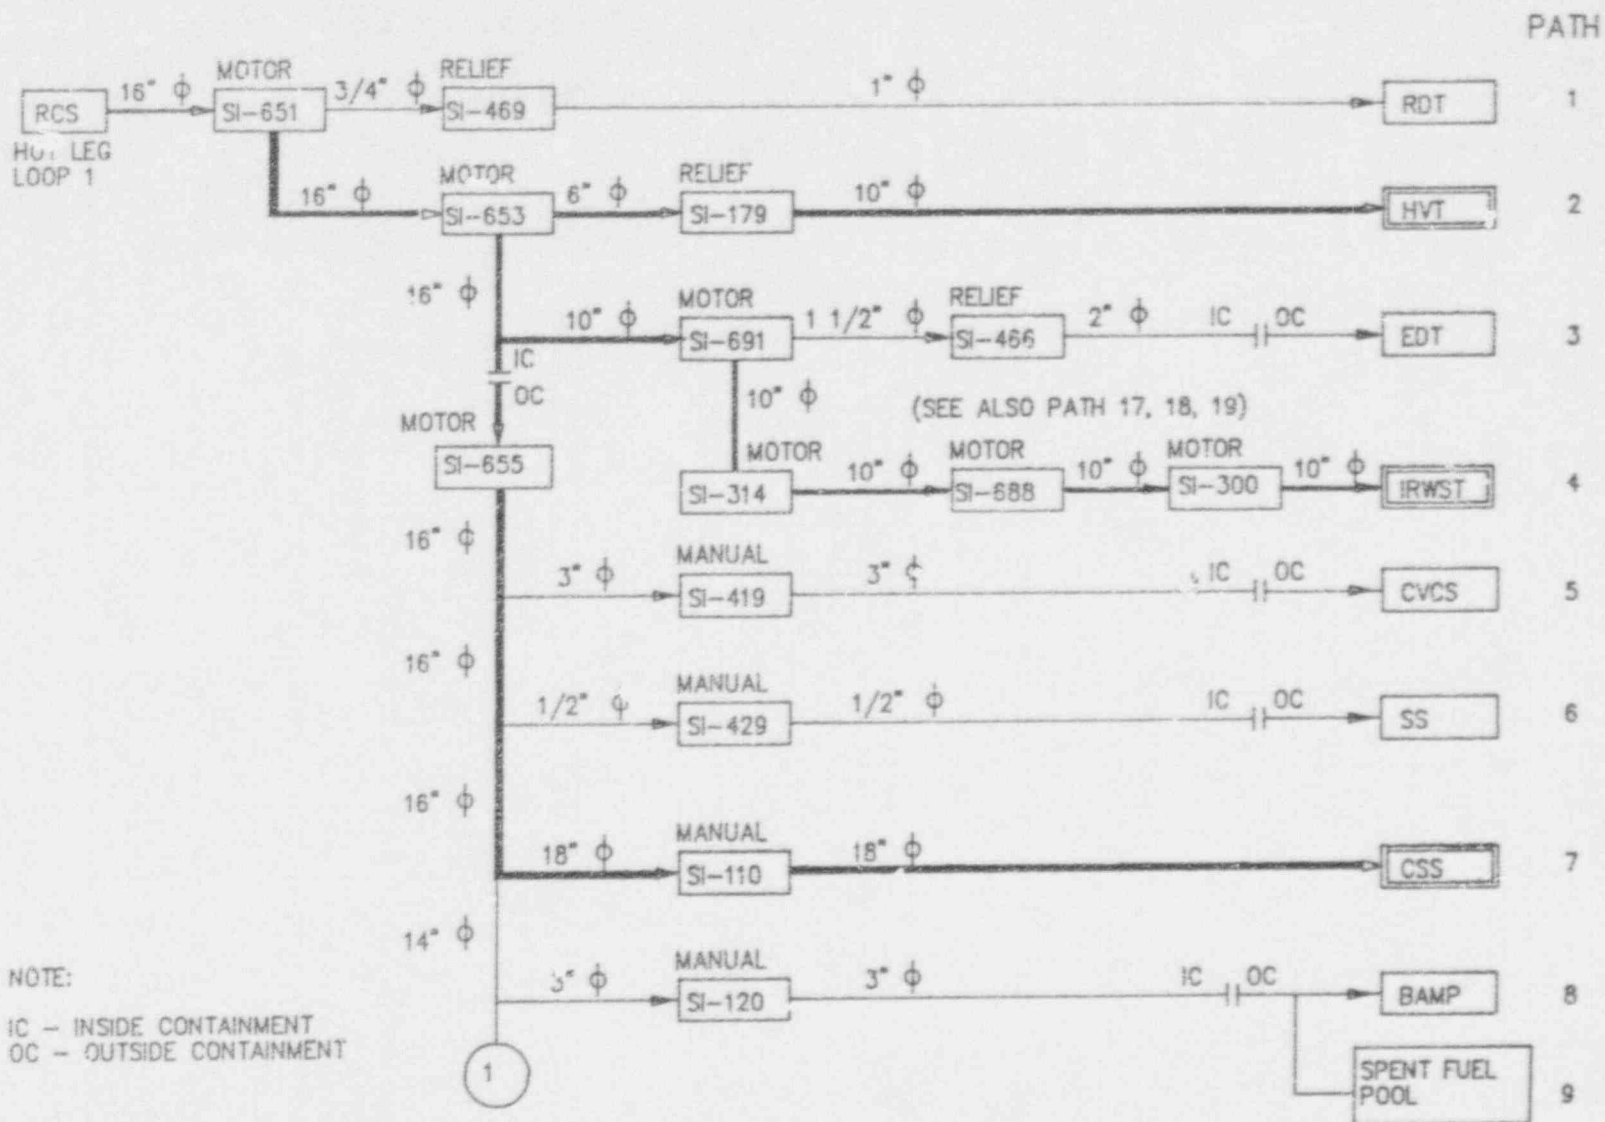 PATH
MOTOR
RELIEF
16" ϕ
3/4" ϕ
1" ϕ
RCS
SI-651
SI-469
RDT
1
HOT LEG
LOOP 1
MOTOR
RELIEF
16" ϕ
6" ϕ
10" ϕ
SI-653
SI-179
HVT
2
16" ϕ
MOTOR
RELIEF
10" ϕ
1 1/2" ϕ
2" ϕ
IC
OC
SI-691
SI-466
EDT
3
IC
OC
10" ϕ
(SEE ALSO PATH 17, 18, 19)
MOTOR
SI-655
MOTOR
MOTOR
MOTOR
10" ϕ
10" ϕ
10" ϕ
SI-314
SI-688
SI-300
IRWST
4
16" ϕ
MANUAL
3" ϕ
3"
IC
OC
SI-419
CVCS
5
16" ϕ
MANUAL
1/2" ϕ
1/2" ϕ
IC
OC
SI-429
SS
6
16" ϕ
MANUAL
18" ϕ
18" ϕ
SI-110
CSS
7
14" ϕ
MANUAL
ϕ
3" ϕ
IC
OC
SI-120
BAMP
8
NOTE:
IC - INSIDE CONTAINMENT
OC - OUTSIDE CONTAINMENT
1
SPENT FUEL
POOL
9